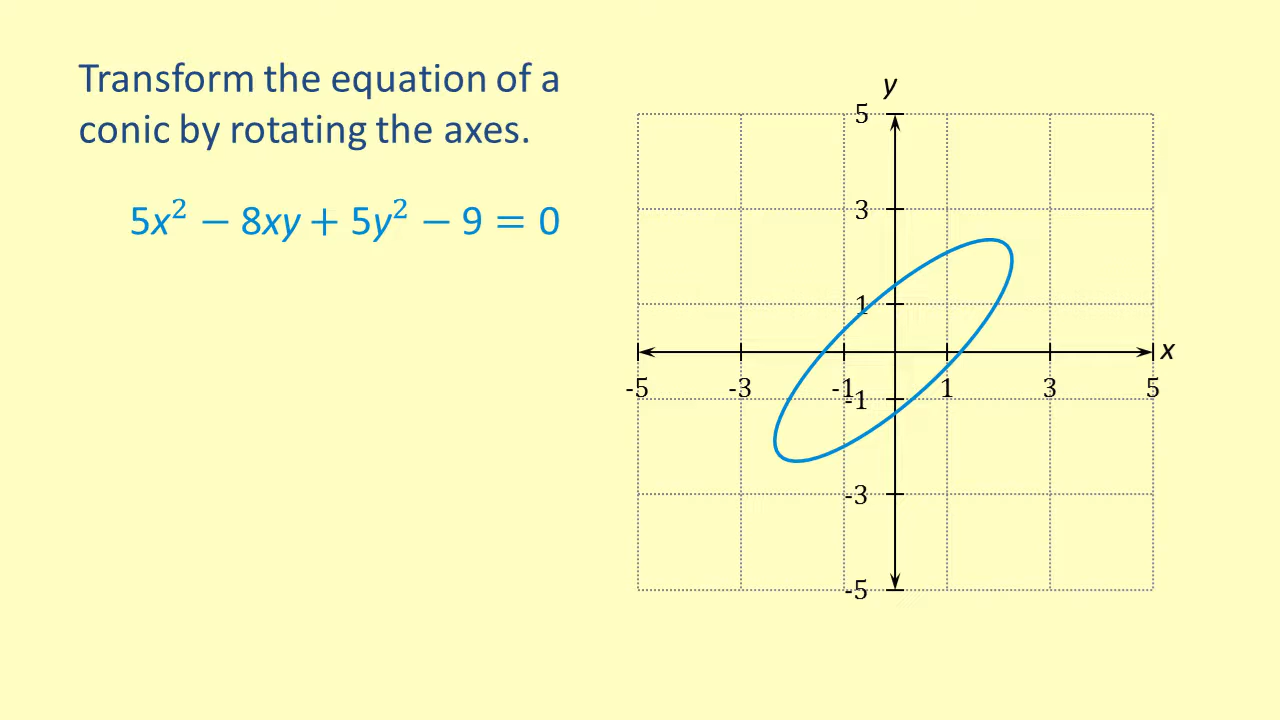 Transform the equation of a
conic by rotating the axes.
5x² − 8xy + 5y² − 9 = 0
y
5
3
1
x
-5 -3 -1 1 3 5
-1
-3
-5